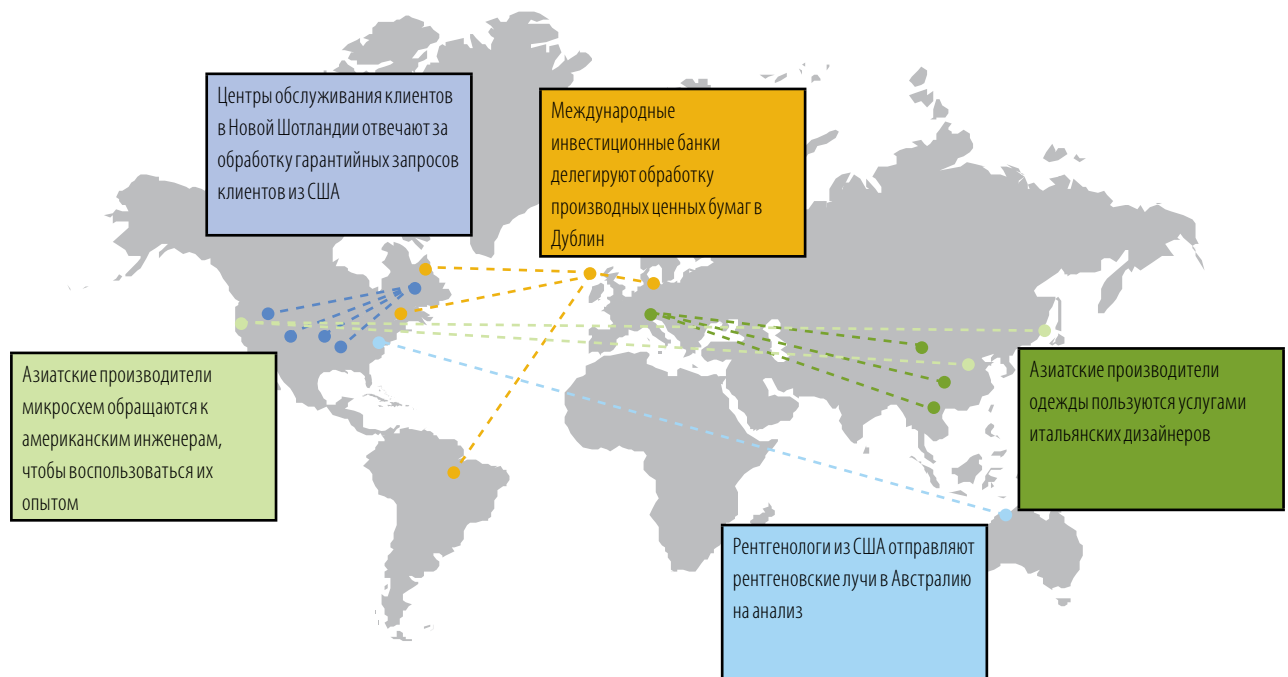 Центры обслуживания клиентов
в Новой Шотландии отвечают за
обработку гарантийных запросов
клиентов из США
Международные
инвестиционные банки
делегируют обработку
производных ценных бумаг в
Дублин
Азиатские производители
микросхем обращаются к
американским инженерам,
чтобы воспользоваться их
опытом
Азиатские производители
одежды пользуются услугами
итальянских дизайнеров
Рентгенологи из США отправляют
рентгеновские лучи в Австралию
на анализ